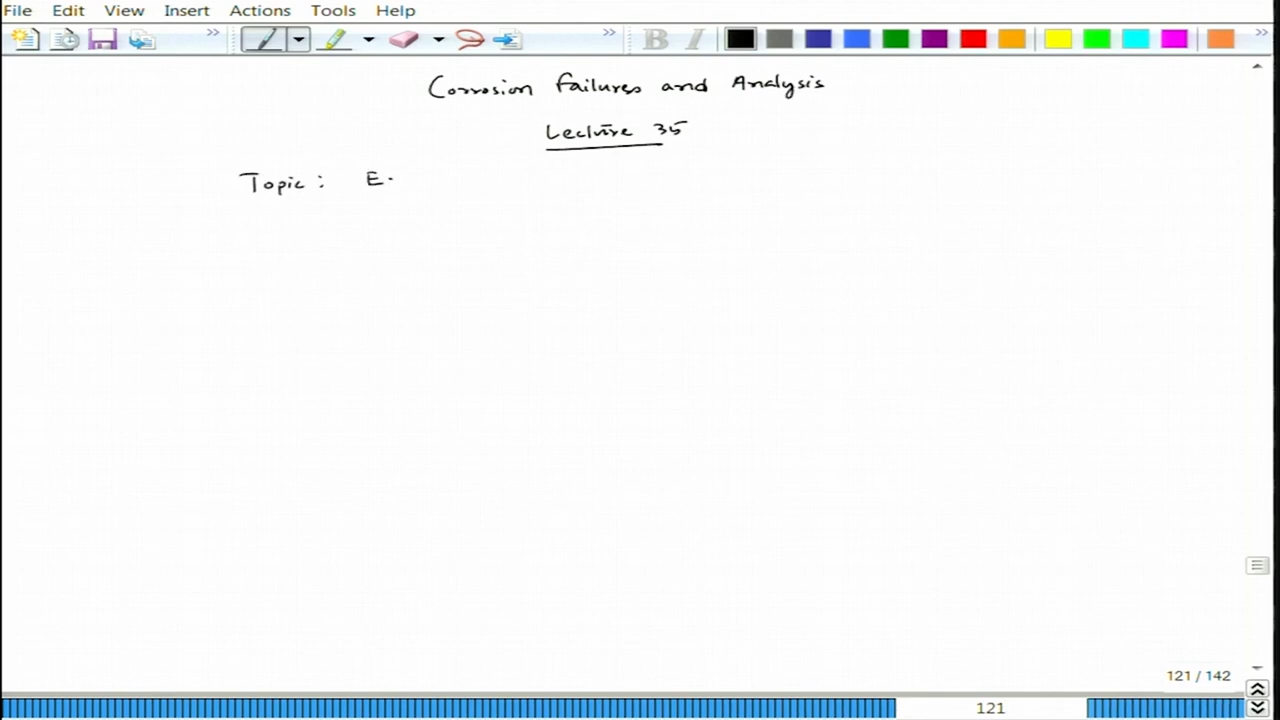 File Edit View Insert Actions Tools Help
B I
Corrosion Failures and Analysis
Lecture 35
Topic : E.
121 / 142
121